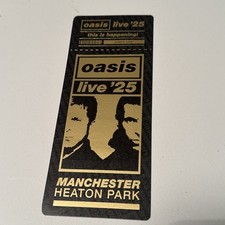 oasis live '25
this is happening!
oasis
live '25
MANCHESTER
HEATON PARK